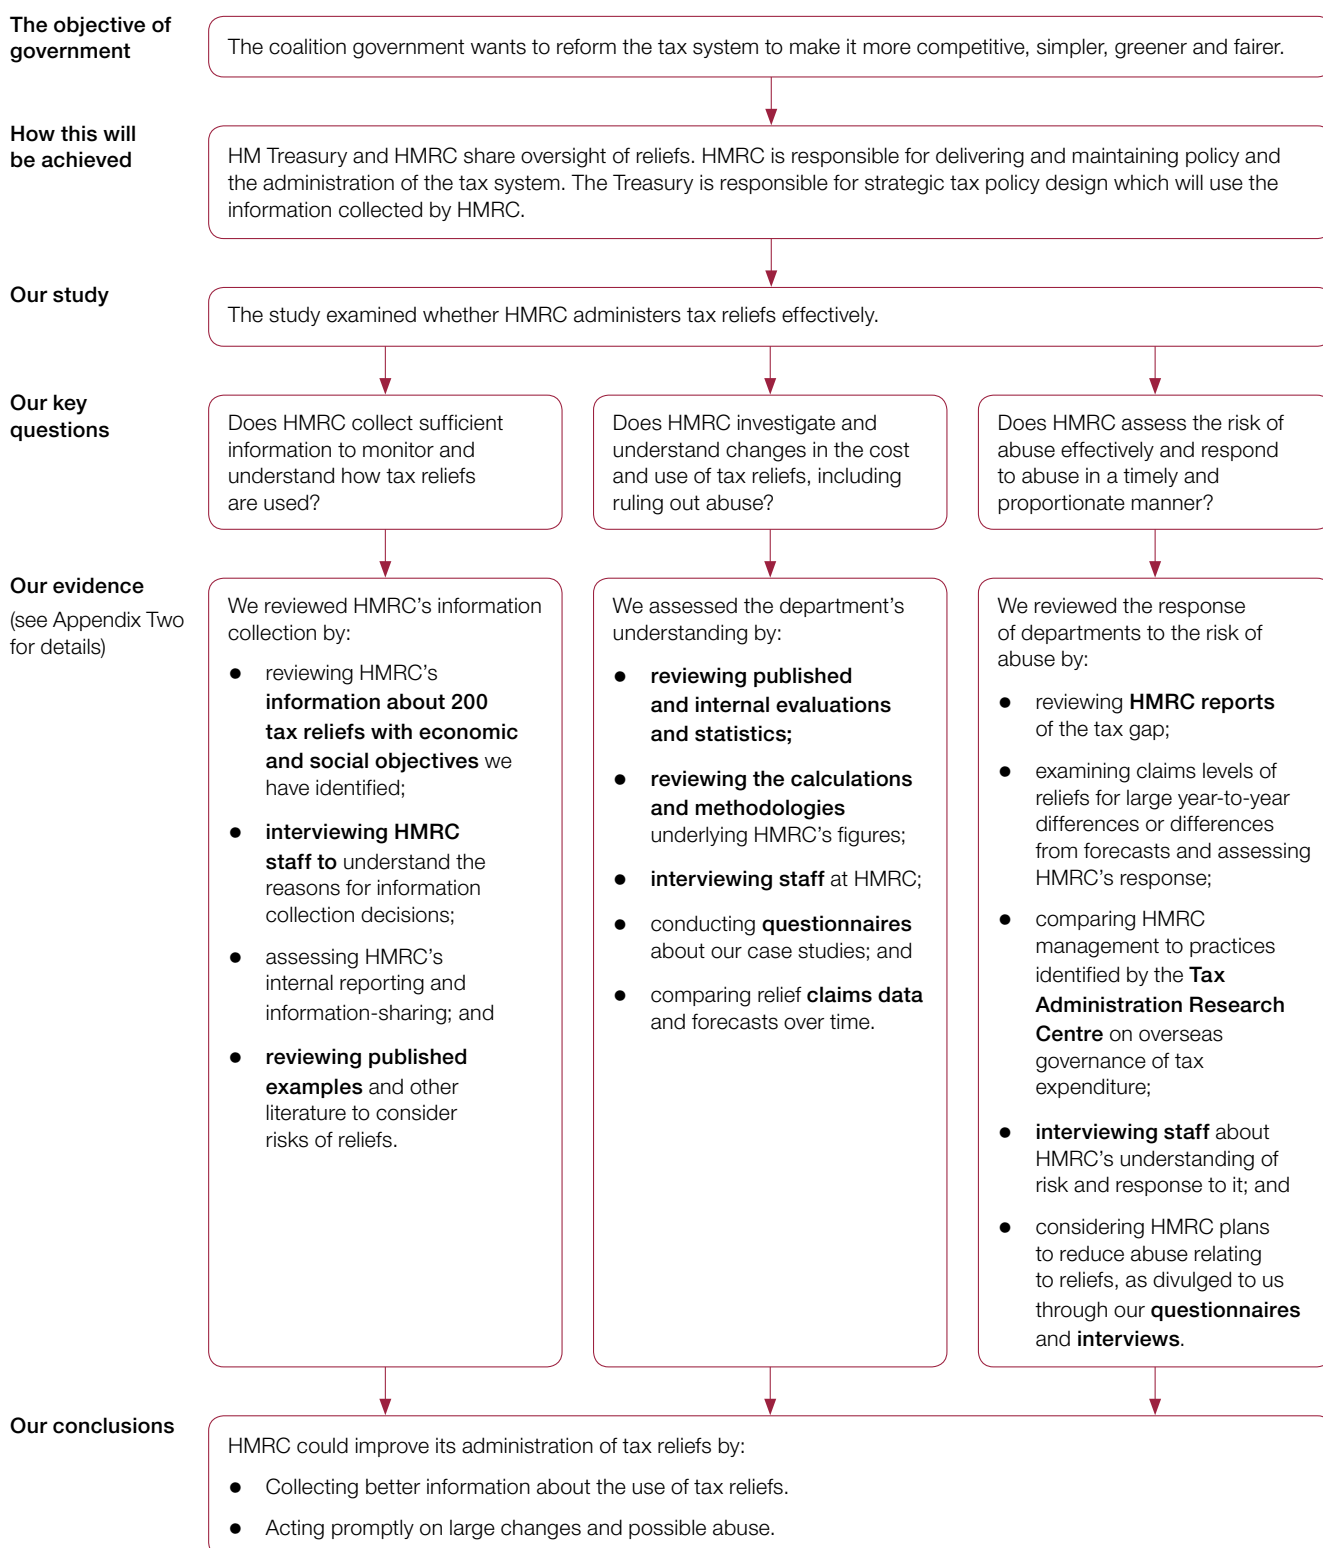 The objective of
government
The coalition government wants to reform the tax system to make it more competitive, simpler, greener and fairer.
How this will
be achieved
HM Treasury and HMRC share oversight of reliefs. HMRC is responsible for delivering and maintaining policy and
the administration of the tax system. The Treasury is responsible for strategic tax policy design which will use the
information collected by HMRC.
Our study
The study examined whether HMRC administers tax reliefs effectively.
Our key
questions
Does HMRC collect sufficient
information to monitor and
understand how tax reliefs
are used?
Does HMRC investigate and
understand changes in the cost
and use of tax reliefs, including
ruling out abuse?
Does HMRC assess the risk of
abuse effectively and respond
to abuse in a timely and
proportionate manner?
Our evidence
(see Appendix Two
for details)
We reviewed HMRC's information
collection by:
● reviewing HMRC's
information about 200
tax reliefs with economic
and social objectives we
have identified;
● interviewing HMRC
staff to understand the
reasons for information
collection decisions;
● assessing HMRC's
internal reporting and
information-sharing; and
● reviewing published
examples and other
literature to consider
risks of reliefs.
We assessed the department's
understanding by:
● reviewing published
and internal evaluations
and statistics;
● reviewing the calculations
and methodologies
underlying HMRC's figures;
● interviewing staff at HMRC;
● conducting questionnaires
about our case studies; and
● comparing relief claims data
and forecasts over time.
We reviewed the response
of departments to the risk of
abuse by:
● reviewing HMRC reports
of the tax gap;
● examining claims levels of
reliefs for large year-to-year
differences or differences
from forecasts and assessing
HMRC's response;
● comparing HMRC
management to practices
identified by the Tax
Administration Research
Centre on overseas
governance of tax
expenditure;
● interviewing staff about
HMRC's understanding of
risk and response to it; and
● considering HMRC plans
to reduce abuse relating
to reliefs, as divulged to us
through our questionnaires
and interviews.
Our conclusions
HMRC could improve its administration of tax reliefs by:
● Collecting better information about the use of tax reliefs.
● Acting promptly on large changes and possible abuse.